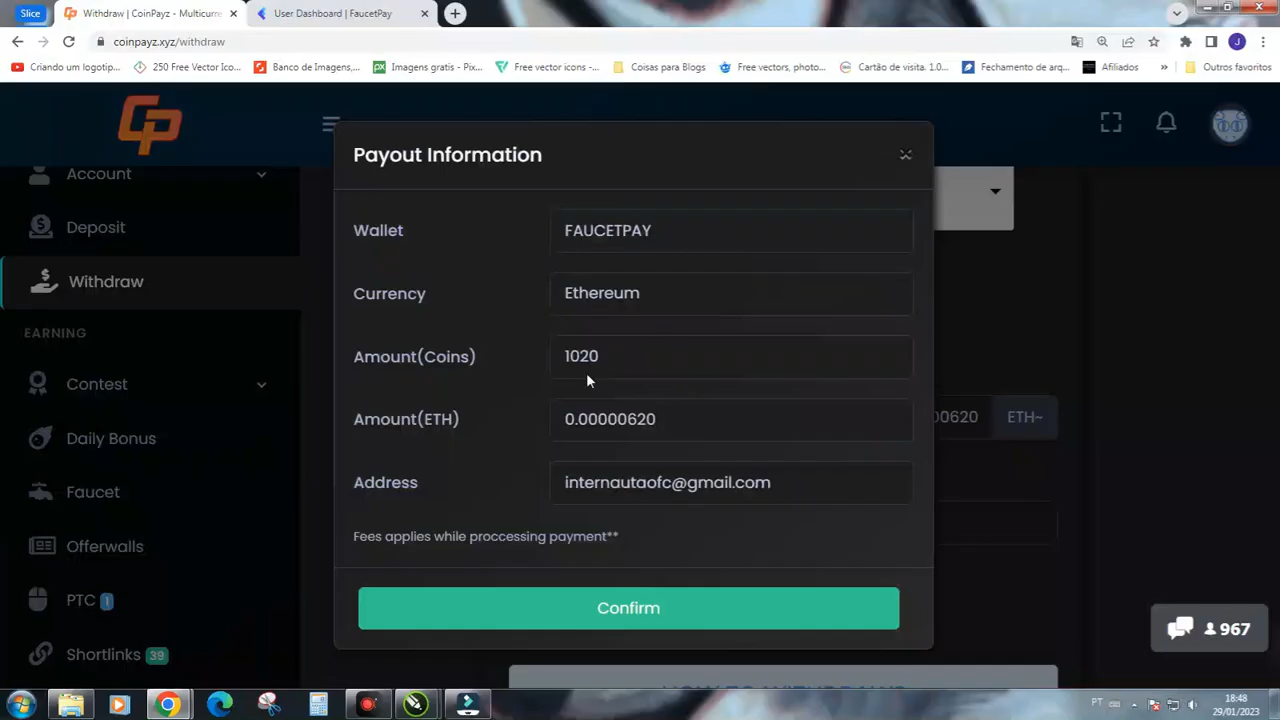 Slice
Withdraw | CoinPayz - Multicurre
User Dashboard | FaucetPay
coinpayz.xyz/withdraw
J
Criando um logotip...
250 Free Vector Ico...
Banco de Imagens,...
Imagens gratis - Pix...
Free vector icons -...
Coisas para Blogs
Free vectors, photo...
Cartão de visita. 1.0...
Fechamento de arq...
Afiliados
»
Outros favoritos
CP
Payout Information
Account
Deposit
Withdraw
EARNING
Contest
Daily Bonus
Faucet
Offerwalls
PTC 1
Shortlinks 39
Wallet
FAUCETPAY
Currency
Ethereum
Amount(Coins)
1020
Amount(ETH)
0.00000620
Address
internautaofc@gmail.com
Fees applies while proccessing payment**
Confirm
00620 ETH~
967
PT
18:48
29/01/2023